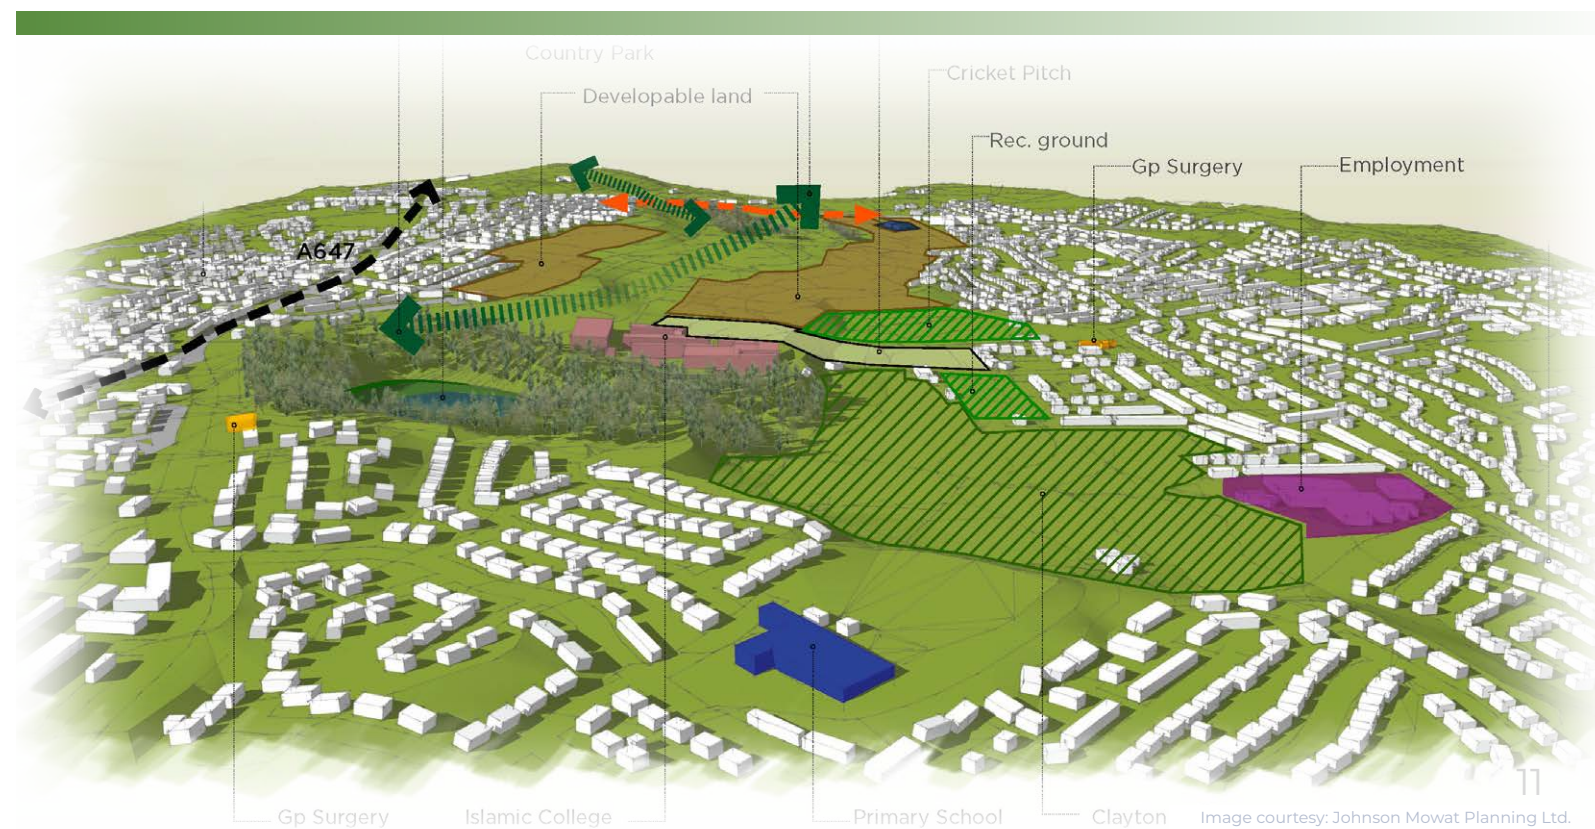 Country Park
Cricket Pitch
Developable land
Rec. ground
Gp Surgery
Employment
A647
11
Gp Surgery
Islamic College
Primary School
Clayton
Image courtesy: Johnson Mowat Planning Ltd.